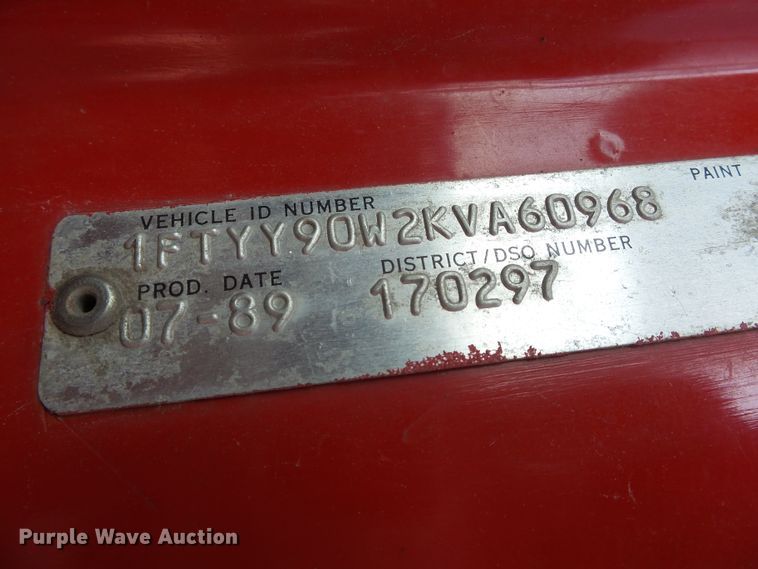 VEHICLE ID NUMBER
1FTYY90W2KVA60968
PAINT
PROD. DATE
07-89
DISTRICT/DSO NUMBER
170297
Purple Wave Auction